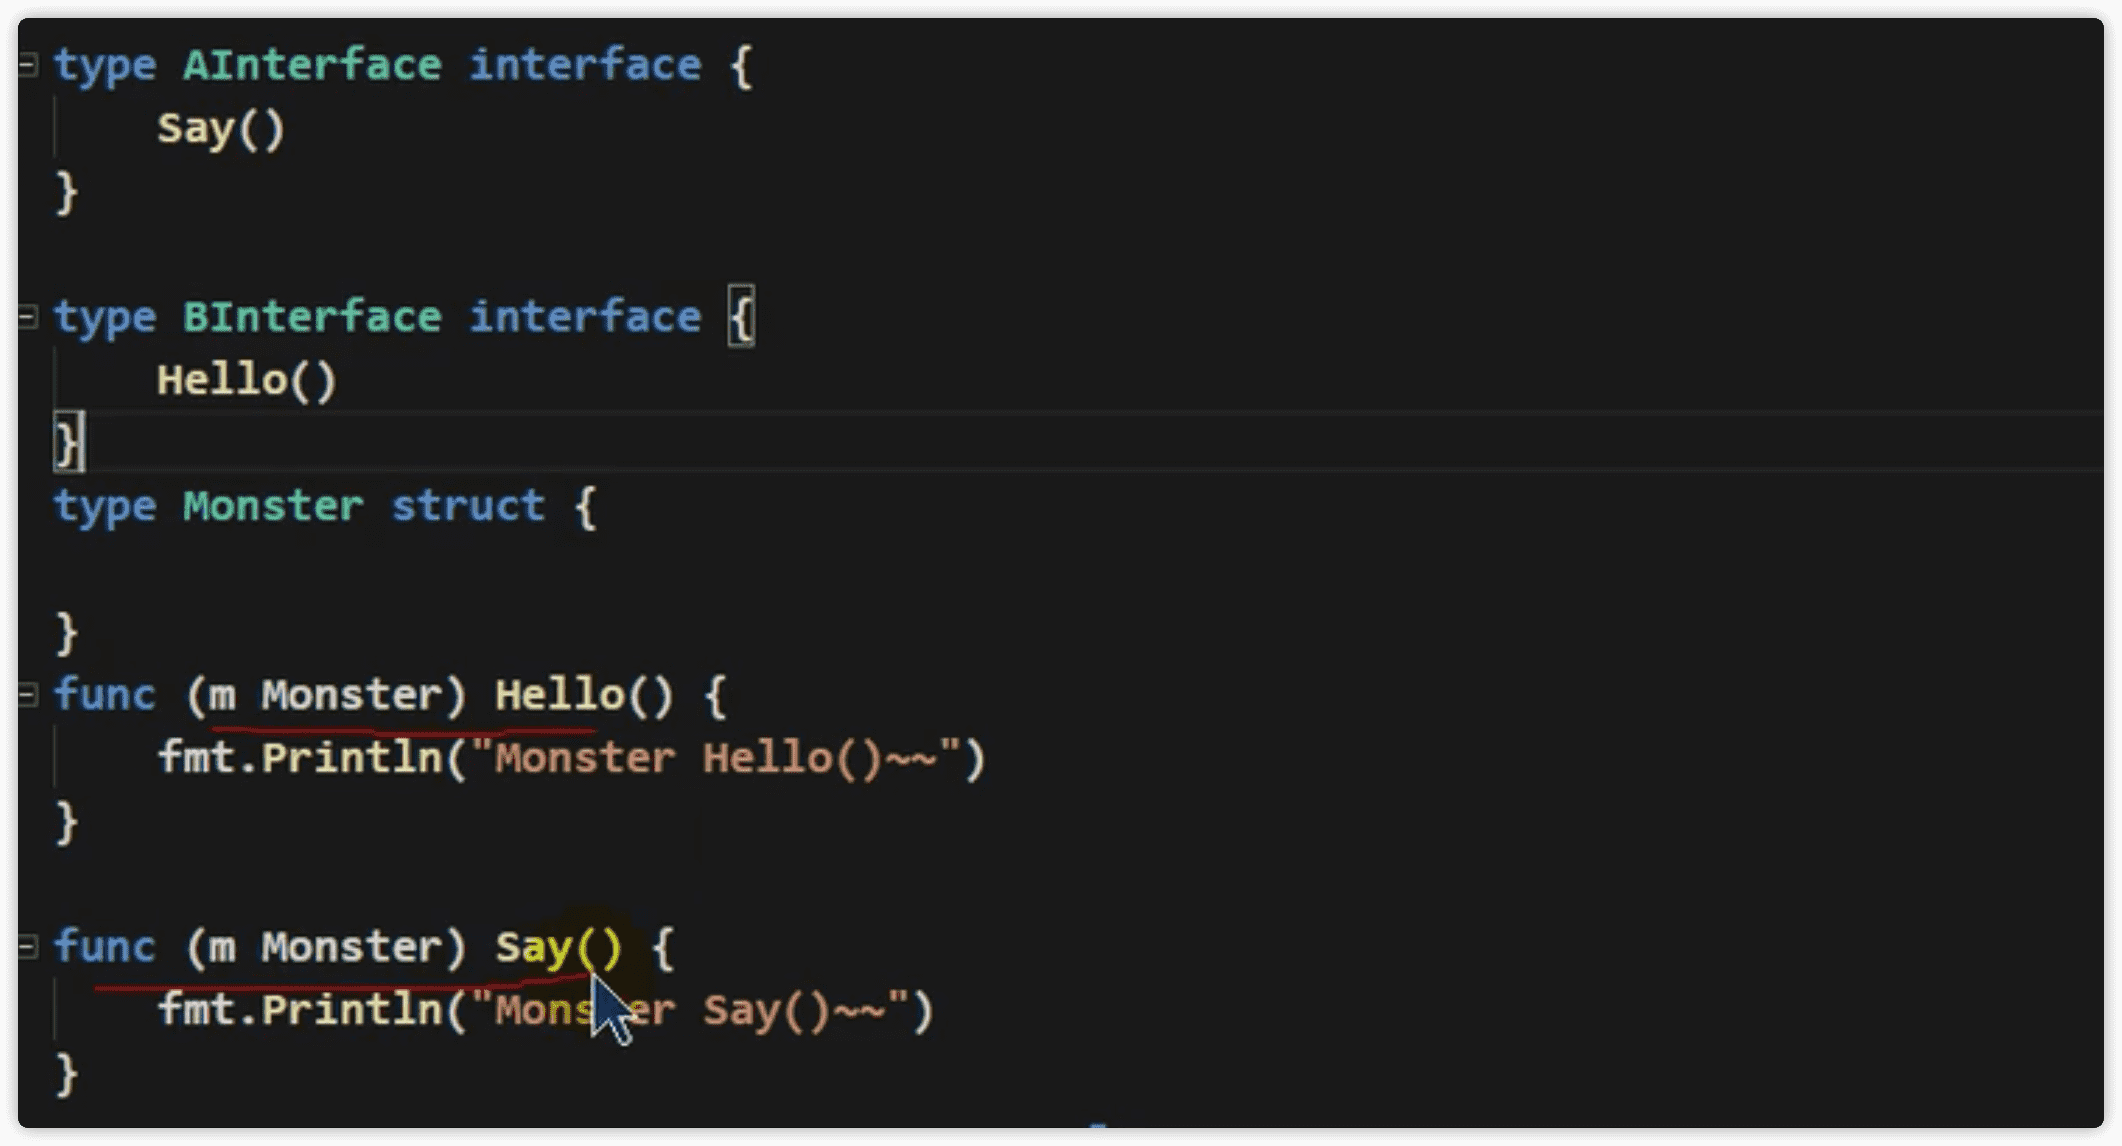 type AInterface interface {
    Say()
}
type BInterface interface {
    Hello()
}
type Monster struct {
}
func (m Monster) Hello() {
    fmt.Println("Monster Hello()~~")
}
func (m Monster) Say() {
    fmt.Println("Monster Say()~~")
}